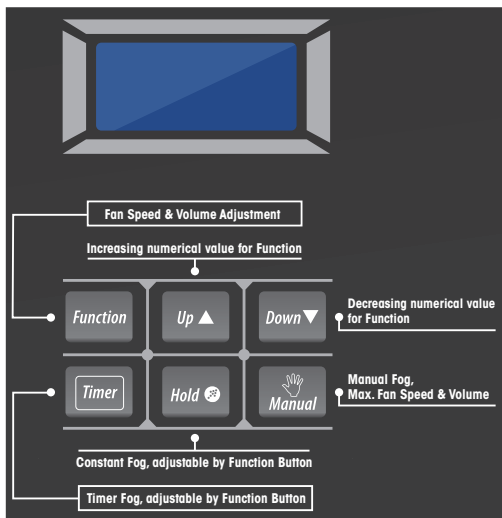 Fan Speed & Volume Adjustment
Increasing numerical value for Function
Function
Up ▲
Down ▼
Decreasing numerical value
for Function
Timer
Hold
Manual
Manual Fog,
Max. Fan Speed & Volume
Constant Fog, adjustable by Function Button
Timer Fog, adjustable by Function Button